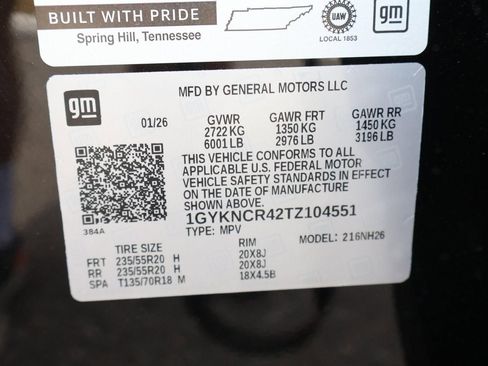 BUILT WITH PRIDE
Spring Hill, Tennessee
UAW
LOCAL 1853
gm
gm
MFD BY GENERAL MOTORS LLC
01/26 GVWR GAWR FRT GAWR RR
2722 KG 1350 KG 1450 KG
6001 LB 2976 LB 3196 LB
THIS VEHICLE CONFORMS TO ALL
APPLICABLE U.S. FEDERAL MOTOR
VEHICLE SAFETY STANDARDS IN EFFECT
ON THE DATE OF MANUFACTURE SHOWN ABOVE.
1GYKNCR42TZ104551
384A
TYPE: MPV MODEL: 216NH26
TIRE SIZE RIM
FRT 235/55R20 H 20X8J
RR 235/55R20 H 20X8J
SPA T135/70R18 M 18X4.5B